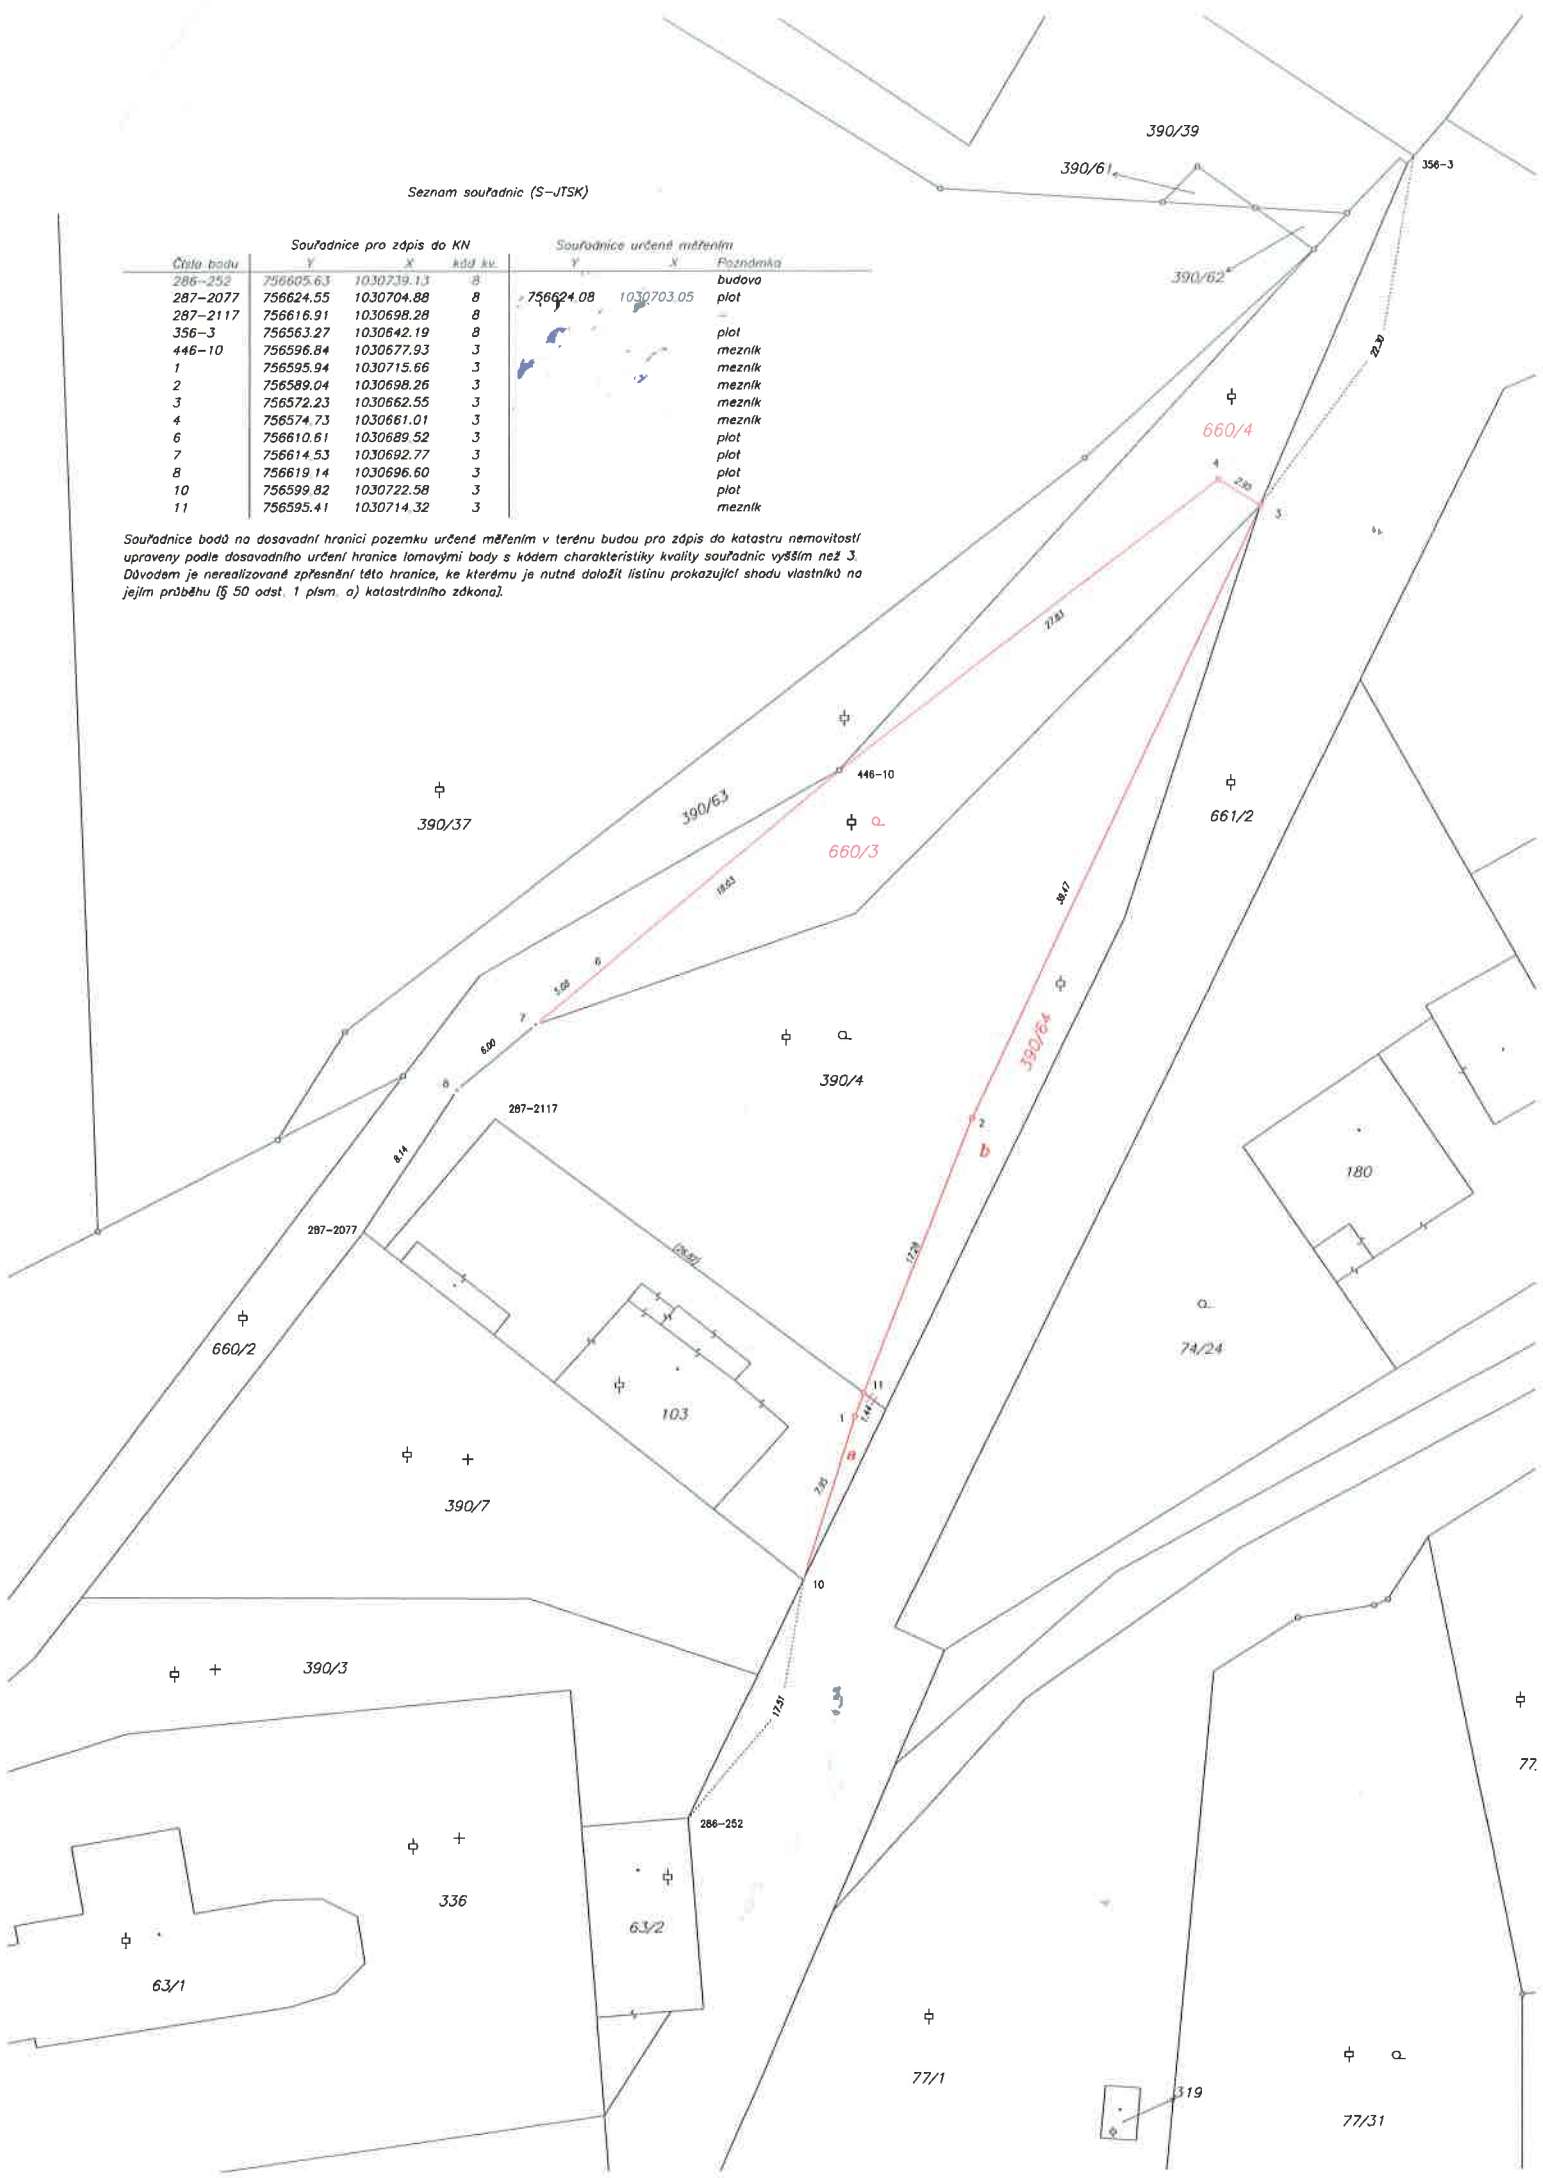 Seznam souřadnic (S-JTSK)
Souřadnice pro zápis do KN Souřadnice určené měřením
Číslo bodu Y X kód kv. Y X Poznámka
286-252 756605.63 1030739.13 8 budova
287-2077 756624.55 1030704.88 8 756624.08 1030703.05 plot
287-2117 756616.91 1030698.28 8
356-3 756563.27 1030642.19 8 plot
446-10 756596.84 1030677.93 3 mezník
1 756595.94 1030715.66 3 mezník
2 756589.04 1030698.26 3 mezník
3 756572.23 1030662.55 3 mezník
4 756574.73 1030661.01 3 mezník
6 756610.61 1030689.52 3 plot
7 756614.53 1030692.77 3 plot
8 756619.14 1030696.60 3 plot
10 756599.82 1030722.58 3 plot
11 756595.41 1030714.32 3 mezník
Souřadnice bodů na dosavadní hranici pozemku určené měřením v terénu budou pro zápis do katastru nemovitostí
upraveny podle dosavadního určení hranice lomovými body s kódem charakteristiky kvality souřadnic vyšším než 3.
Důvodem je nerealizované zpřesnění této hranice, ke kterému je nutné doložit listinu prokazující shodu vlastníků na
jejím průběhu [§ 50 odst. 1 písm. a) katastrálního zákona].
390/39
390/61
356-3
390/62
22.30
660/4
4
2.93
3
27.83
446-10
390/63
390/37
661/2
660/3
18.03
39.47
6
5.08
7
6.00
8
390/4
390/64
287-2117
2
b
180
8.14
287-2077
(26.82)
17.28
660/2
74/24
103
11
1
1.44
a
7.93
390/7
10
390/3
17.51
77.
286-252
336
63/2
63/1
77/1
319
77/31